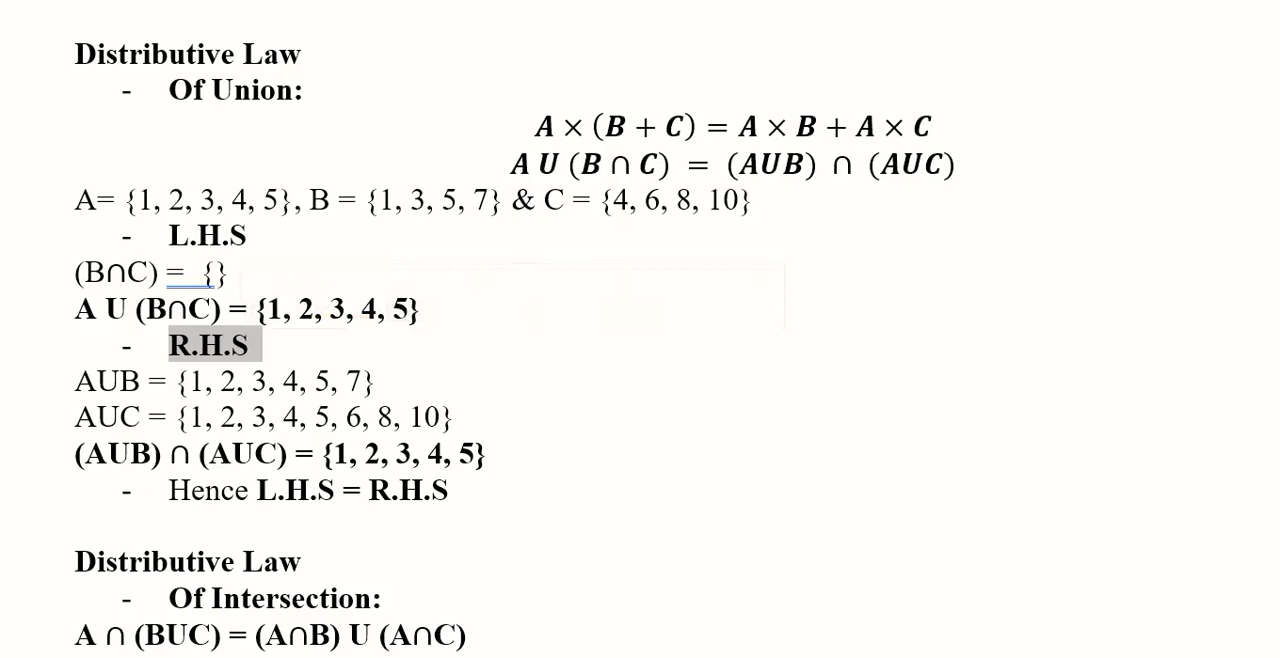 Distributive Law
- Of Union:
A × (B + C) = A × B + A × C
A U (B ∩ C) = (AUB) ∩ (AUC)
A= {1, 2, 3, 4, 5}, B = {1, 3, 5, 7} & C = {4, 6, 8, 10}
- L.H.S
(B∩C) = {}
A U (B∩C) = {1, 2, 3, 4, 5}
- R.H.S
AUB = {1, 2, 3, 4, 5, 7}
AUC = {1, 2, 3, 4, 5, 6, 8, 10}
(AUB) ∩ (AUC) = {1, 2, 3, 4, 5}
- Hence L.H.S = R.H.S
Distributive Law
- Of Intersection:
A ∩ (BUC) = (A∩B) U (A∩C)